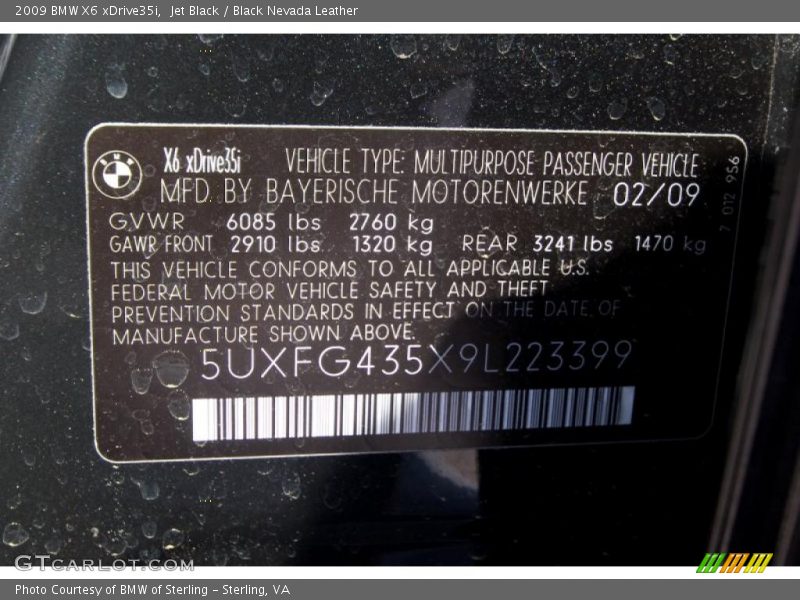 2009 BMW X6 xDrive35i, Jet Black / Black Nevada Leather
BMW
X6 xDrive35i VEHICLE TYPE: MULTIPURPOSE PASSENGER VEHICLE
MFD. BY BAYERISCHE MOTORENWERKE 02/09
GVWR 6085 lbs 2760 kg
GAWR FRONT 2910 lbs 1320 kg REAR 3241 lbs 1470 kg
THIS VEHICLE CONFORMS TO ALL APPLICABLE U.S.
FEDERAL MOTOR VEHICLE SAFETY AND THEFT
PREVENTION STANDARDS IN EFFECT ON THE DATE OF
MANUFACTURE SHOWN ABOVE.
5UXFG435X9L223399
7 012 956
GTCARLOT.COM
Photo Courtesy of BMW of Sterling - Sterling, VA